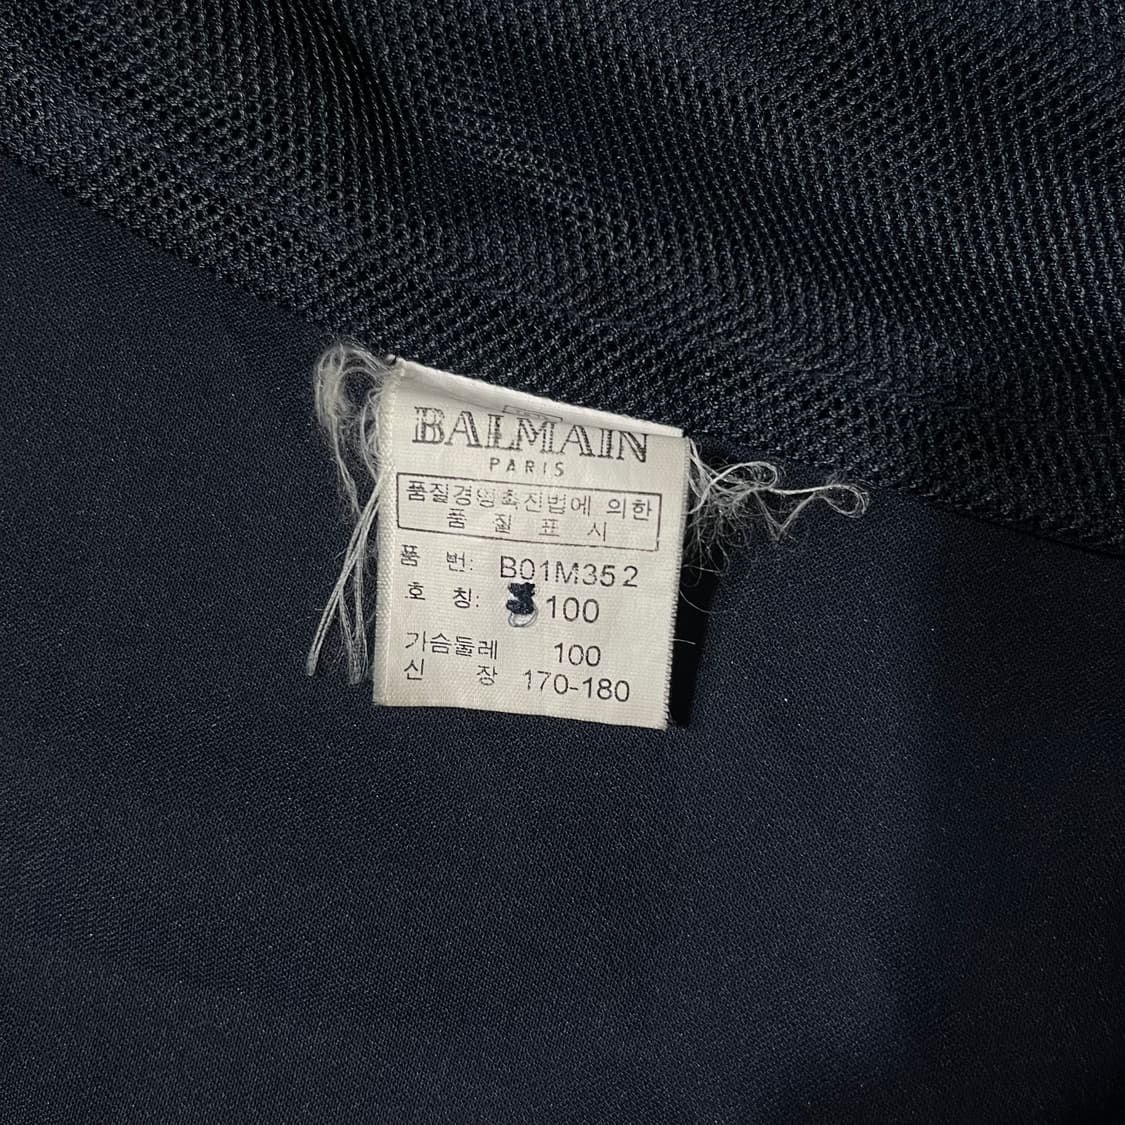 BALMAIN
PARIS
품질경영촉진법에 의한
품 질 표 시
품 번: B01M352
호 칭: 100
가슴둘레 100
신 장 170-180